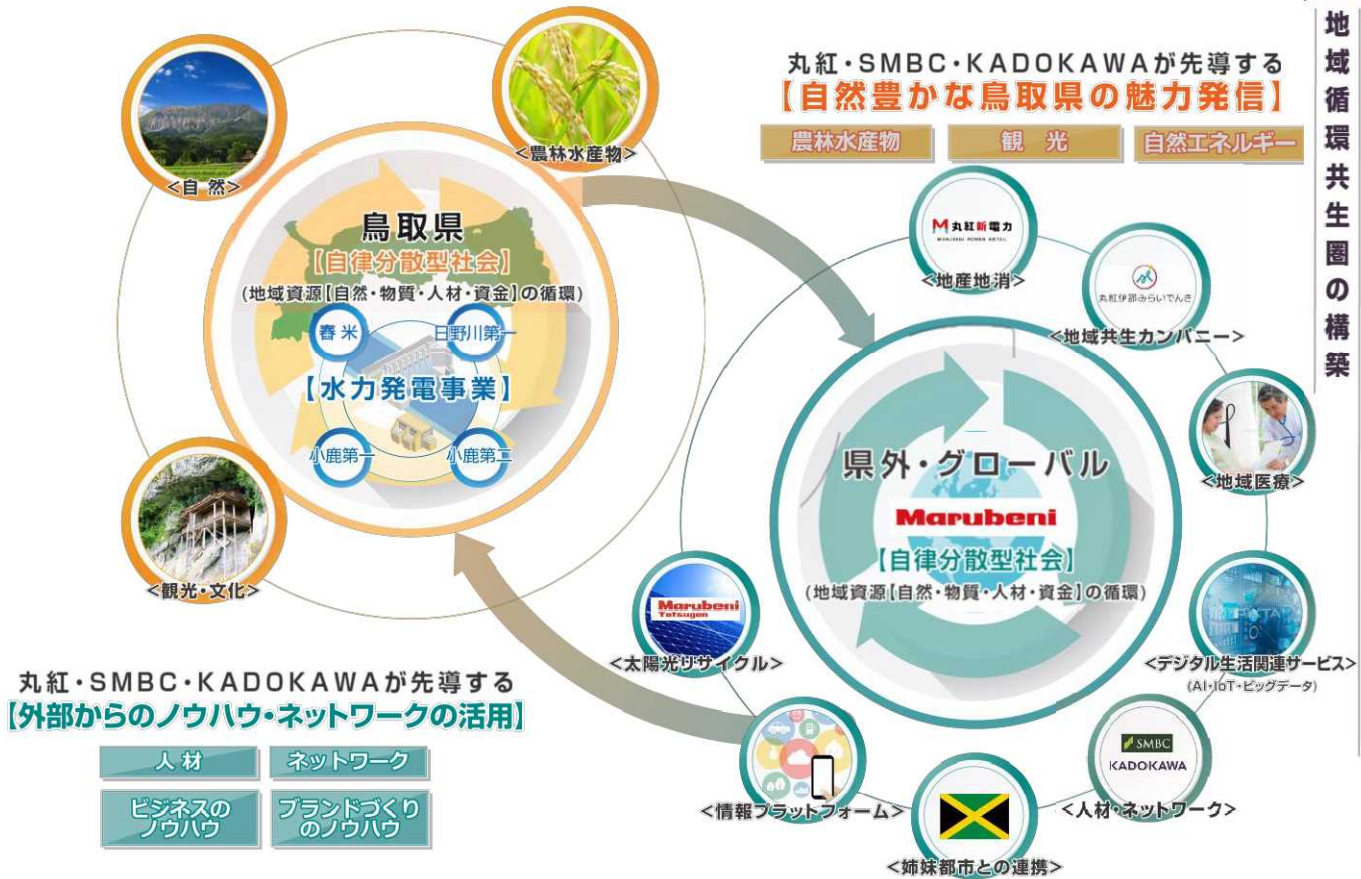 地域循環共生圏の構築
丸紅・SMBC・KADOKAWAが先導する
【自然豊かな鳥取県の魅力発信】
農林水産物
観 光
自然エネルギー
<自 然>
<農林水産物>
鳥取県
【自律分散型社会】
(地域資源【自然・物質・人材・資金】の循環)
舂米
日野川第一
【水力発電事業】
小鹿第一
小鹿第二
<観光・文化>
丸紅新電力
MARUBENI POWER RETAIL
<地産地消>
丸紅伊那みらいでんき
<地域共生カンパニー>
<地域医療>
県外・グローバル
Marubeni
【自律分散型社会】
(地域資源【自然・物質・人材・資金】の循環)
Marubeni
Tetsugen
<太陽光リサイクル>
<デジタル生活関連サービス>
(AI・IoT・ビッグデータ)
SMBC
KADOKAWA
<人材・ネットワーク>
<情報プラットフォーム>
<姉妹都市との連携>
丸紅・SMBC・KADOKAWAが先導する
【外部からのノウハウ・ネットワークの活用】
人 材
ネットワーク
ビジネスの
ノウハウ
ブランドづくり
のノウハウ